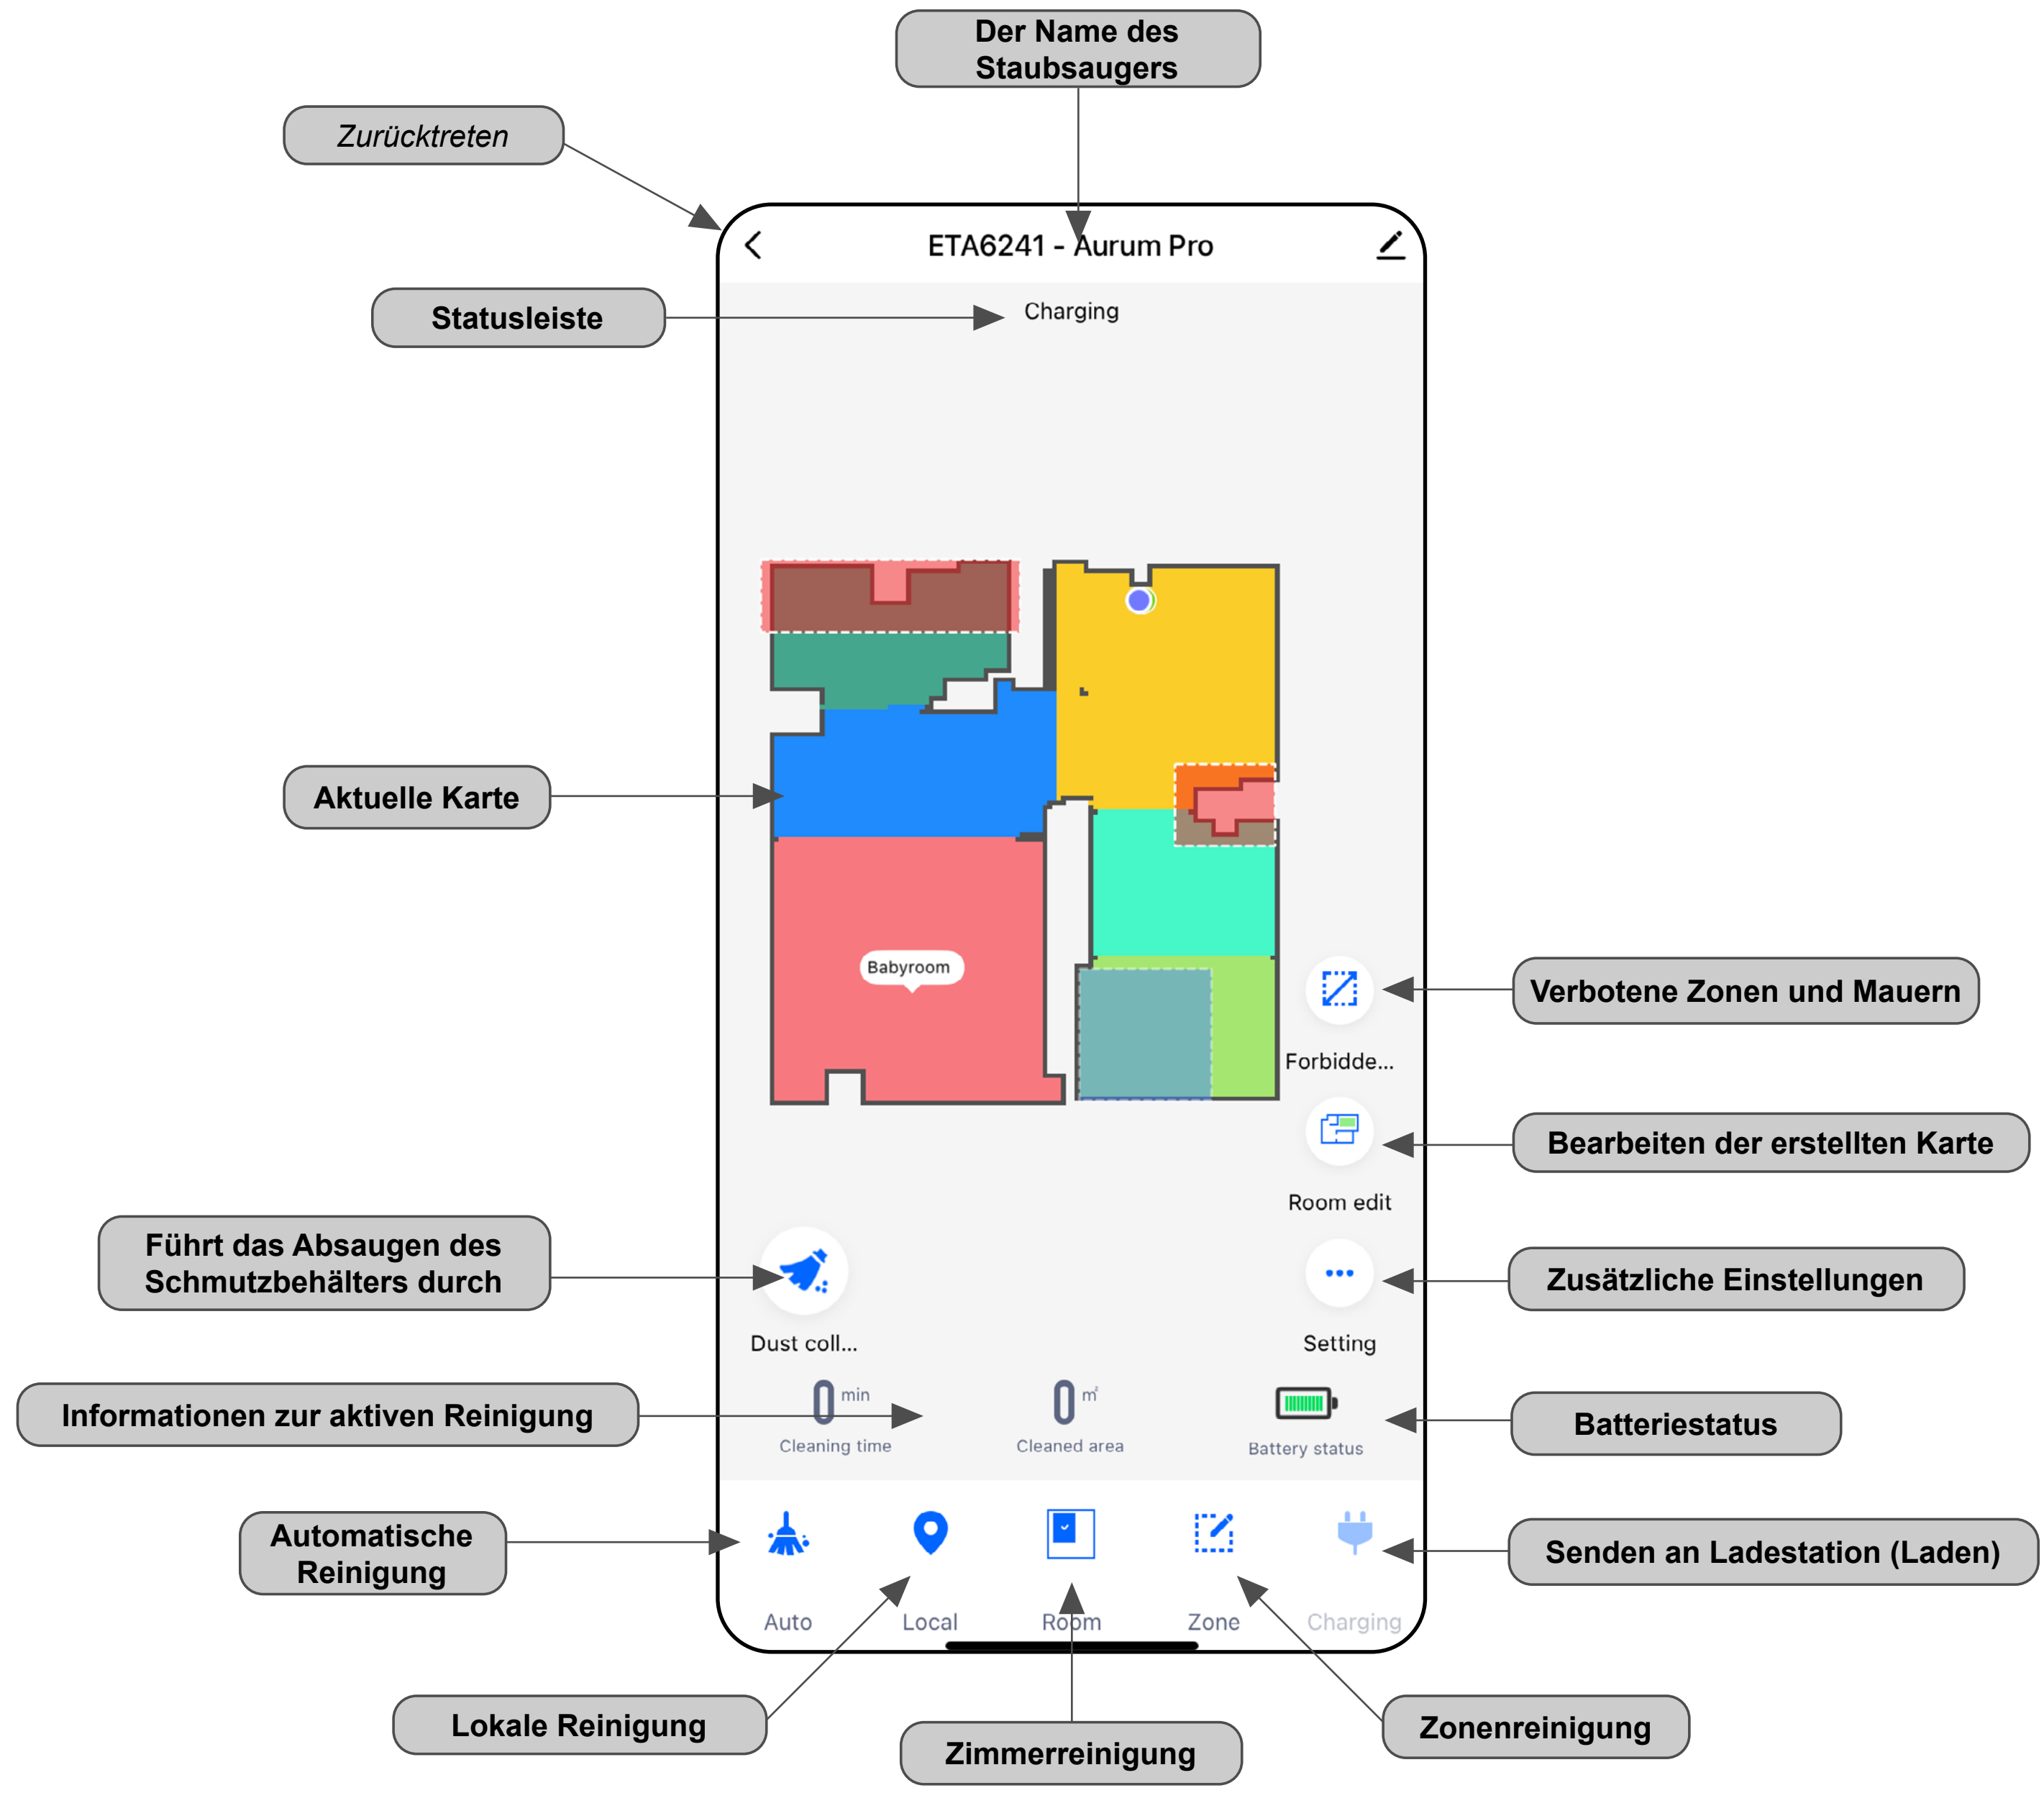 Der Name des
Staubsaugers
Zurücktreten
ETA6241 - Aurum Pro
Statusleiste
Charging
Aktuelle Karte
Babyroom
Verbotene Zonen und Mauern
Forbidde...
Bearbeiten der erstellten Karte
Room edit
Führt das Absaugen des
Schmutzbehälters durch
Zusätzliche Einstellungen
Dust coll...
Setting
Informationen zur aktiven Reinigung
0 min
0 m²
Batteriestatus
Cleaning time
Cleaned area
Battery status
Automatische
Reinigung
Senden an Ladestation (Laden)
Auto
Local
Room
Zone
Charging
Lokale Reinigung
Zimmerreinigung
Zonenreinigung